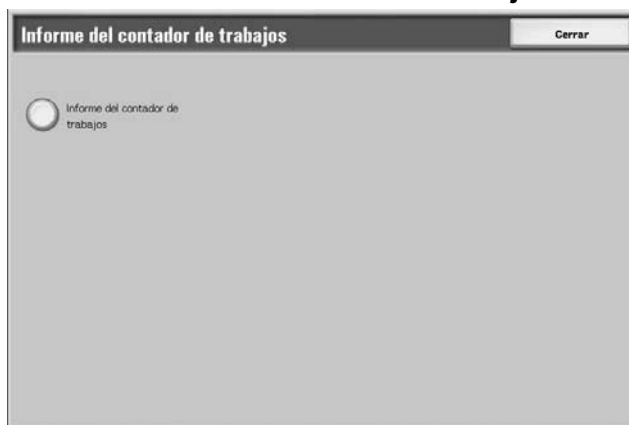 Informe del contador de trabajos
Cerrar
Informe del contador de
trabajos